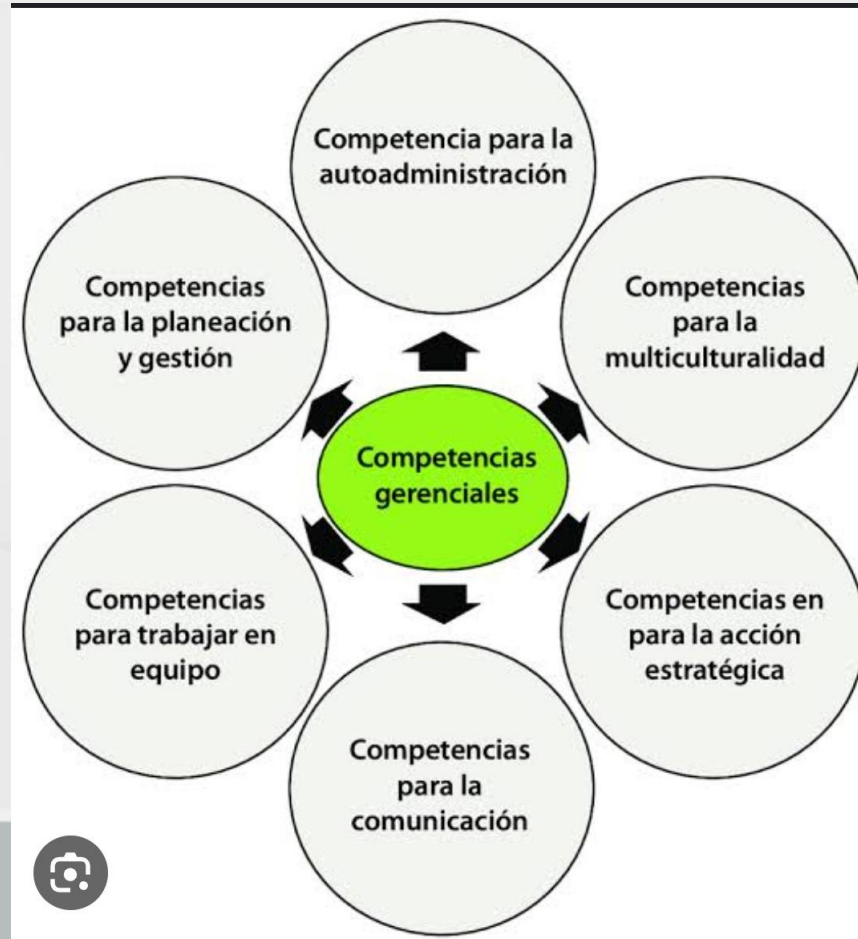 Competencia para la
autoadministración
Competencias
para la planeación
y gestión
Competencias
para la
multiculturalidad
Competencias
gerenciales
Competencias
para trabajar en
equipo
Competencias en
para la acción
estratégica
Competencias
para la
comunicación